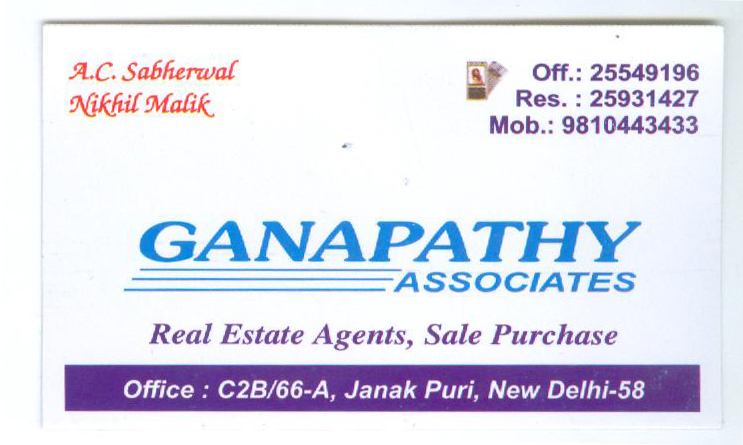 A.C. Sabherwal
Nikhil Malik
Off.: 25549196
Res. : 25931427
Mob.: 9810443433
GANAPATHY
ASSOCIATES
Real Estate Agents, Sale Purchase
Office : C2B/66-A, Janak Puri, New Delhi-58